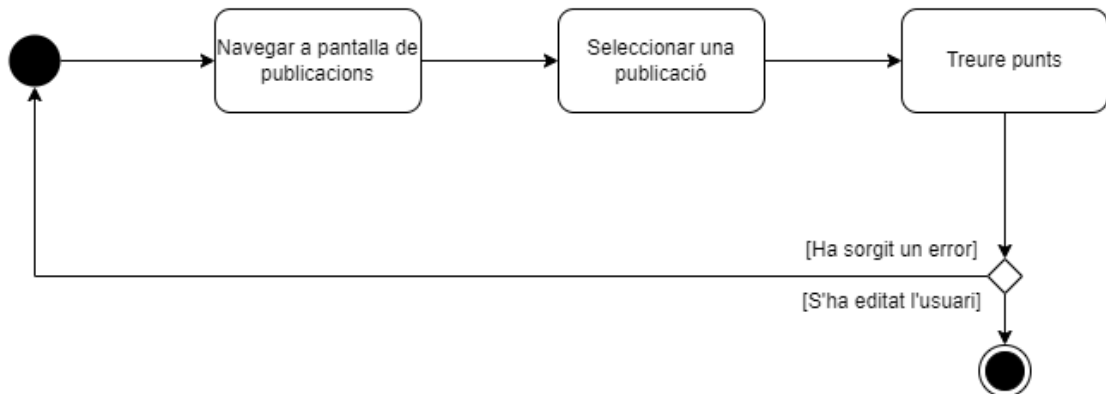 Navegar a pantalla de
publicacions
Seleccionar una
publicació
Treure punts
[Ha sorgit un error]
[S'ha editat l'usuari]